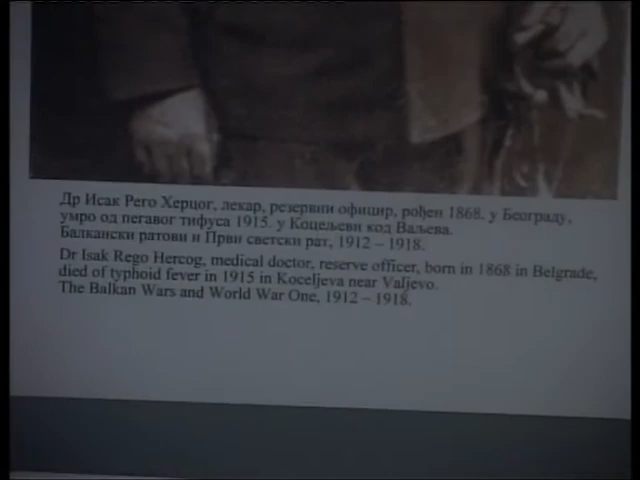 Др Исак Рего Херцог, лекар, резервни официр, рођен 1868. у Београду,
умро од пегавог тифуса 1915. у Коцељеви код Ваљева.
Балкански ратови и Први светски рат, 1912 – 1918.
Dr Isak Rego Hercog, medical doctor, reserve officer, born in 1868 in Belgrade,
died of typhoid fever in 1915 in Koceljeva near Valjevo.
The Balkan Wars and World War One, 1912 – 1918.